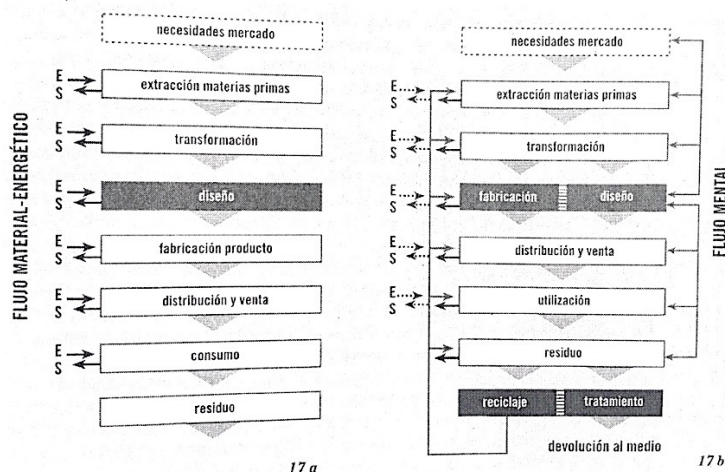 FLUJO MATERIAL-ENERGÉTICO
necesidades mercado
E
S
extracción materias primas
E
S
transformación
E
S
diseño
E
S
fabricación producto
E
S
distribución y venta
E
S
consumo
residuo
17 a
necesidades mercado
E
S
extracción materias primas
E
S
transformación
E
S
fabricación diseño
distribución y venta
E
S
utilización
residuo
reciclaje tratamiento
devolución al medio
17 b
FLUJO MENTAL